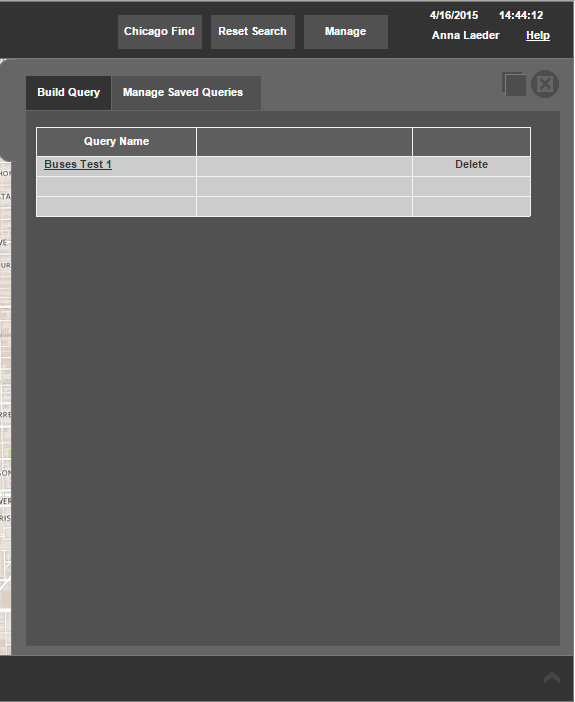 4/16/2015 14:44:12
Chicago Find Reset Search Manage
Anna Laeder Help
Build Query Manage Saved Queries
Query Name
Buses Test 1 Delete